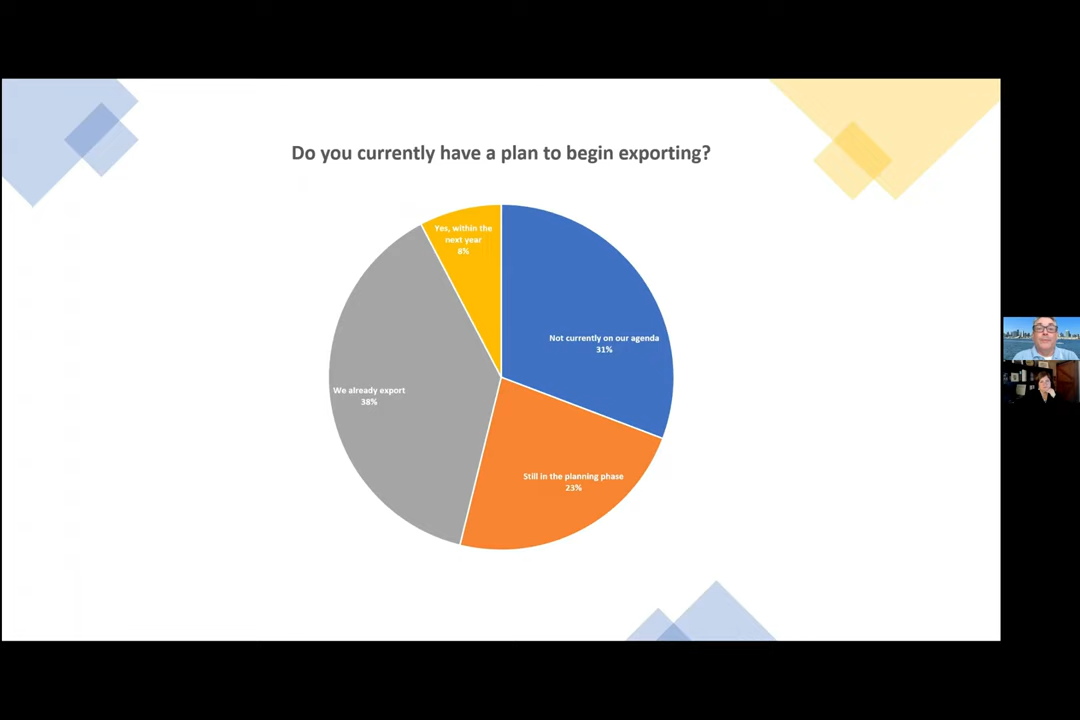 Do you currently have a plan to begin exporting?
Yes, within the
next year
8%
Not currently on our agenda
31%
We already export
38%
Still in the planning phase
23%